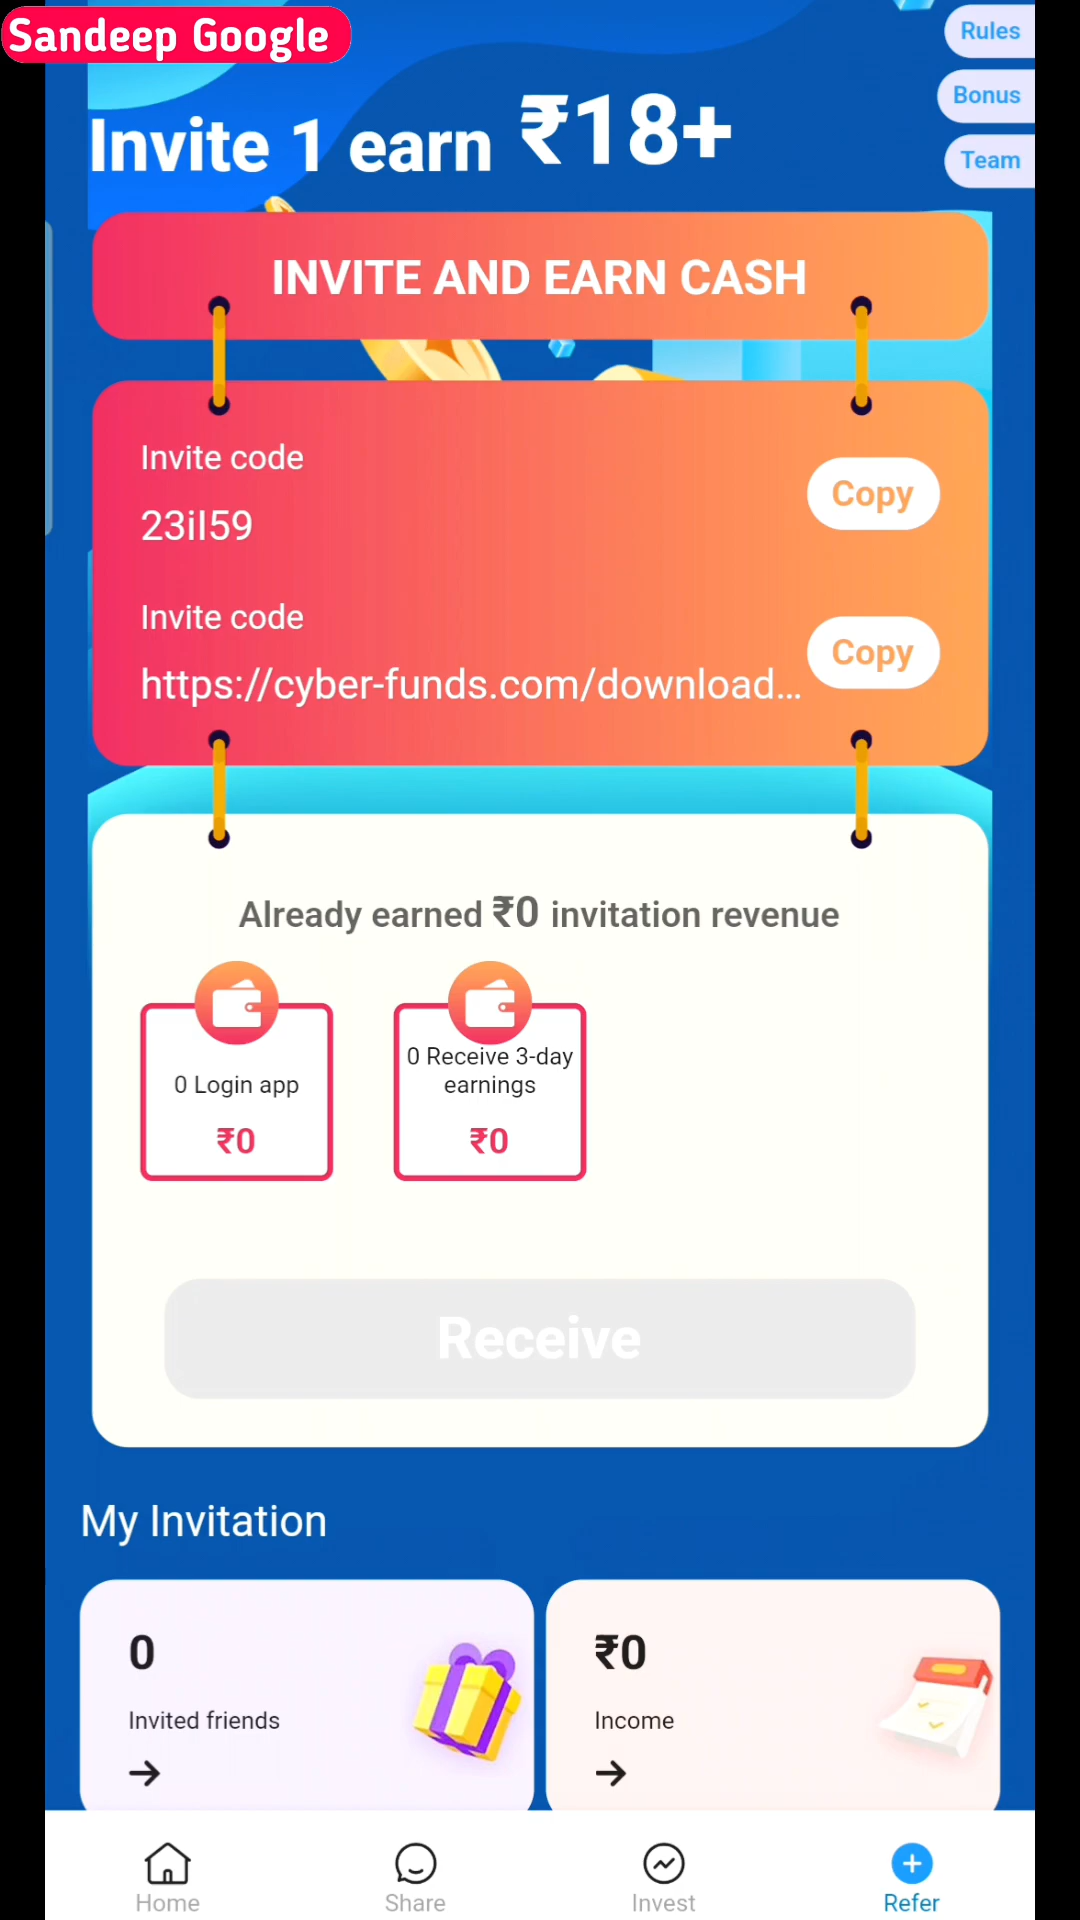 Sandeep Google
Rules
Bonus
Team
Invite 1 earn ₹18+
INVITE AND EARN CASH
Invite code
23iI59
Copy
Invite code
https://cyber-funds.com/download...
Copy
Already earned ₹0 invitation revenue
0 Login app
₹0
0 Receive 3-day
earnings
₹0
Receive
My Invitation
0
Invited friends
₹0
Income
Home
Share
Invest
Refer